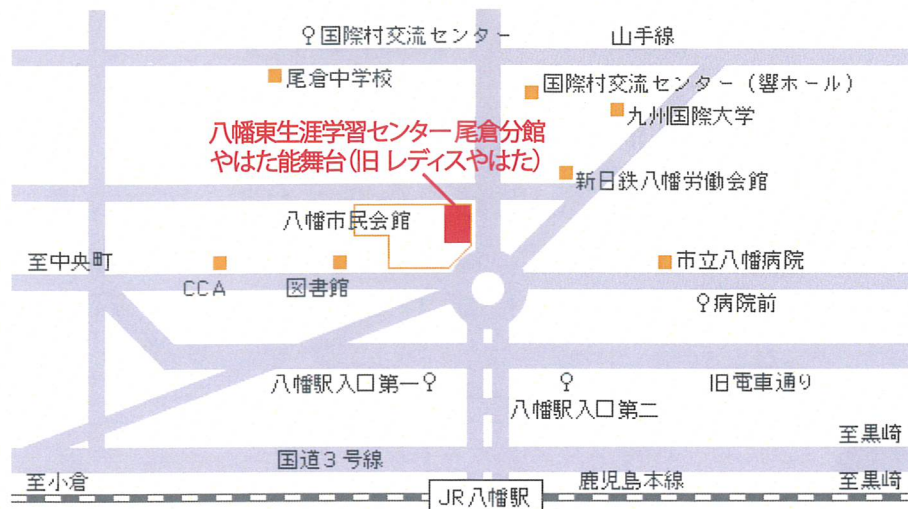 国際村交流センター
山手線
尾倉中学校
国際村交流センター（響ホール）
九州国際大学
八幡東生涯学習センター 尾倉分館
やはた能舞台（旧 レディスやはた）
新日鉄八幡労働会館
八幡市民会館
至中央町
市立八幡病院
CCA
図書館
病院前
八幡駅入口第一
八幡駅入口第二
旧電車通り
至黒崎
国道3号線
至小倉
鹿児島本線
至黒崎
JR八幡駅